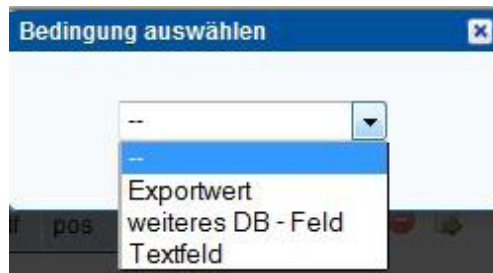 Bedingung auswählen
--
--
Exportwert
weiteres DB - Feld
pos
Textfeld